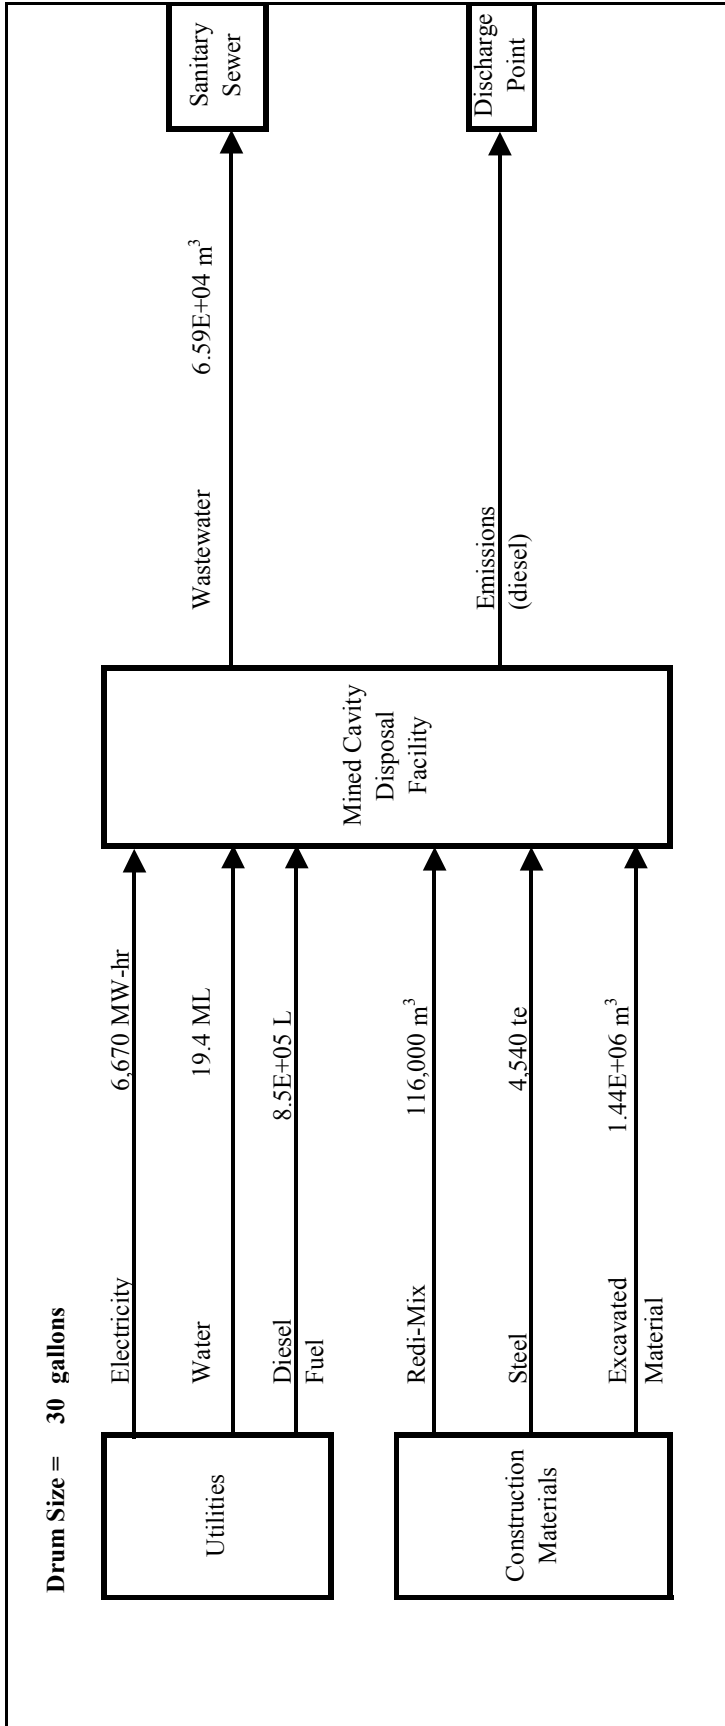 Drum Size = 30 gallons
Utilities
Electricity 6,670 MW-hr
Water 19.4 ML
Diesel 8.5E+05 L
Fuel
Construction
Materials
Redi-Mix 116,000 m³
Steel 4,540 te
Excavated 1.44E+06 m³
Material
Mined Cavity
Disposal
Facility
Wastewater 6.59E+04 m³
Emissions
(diesel)
Sanitary
Sewer
Discharge
Point